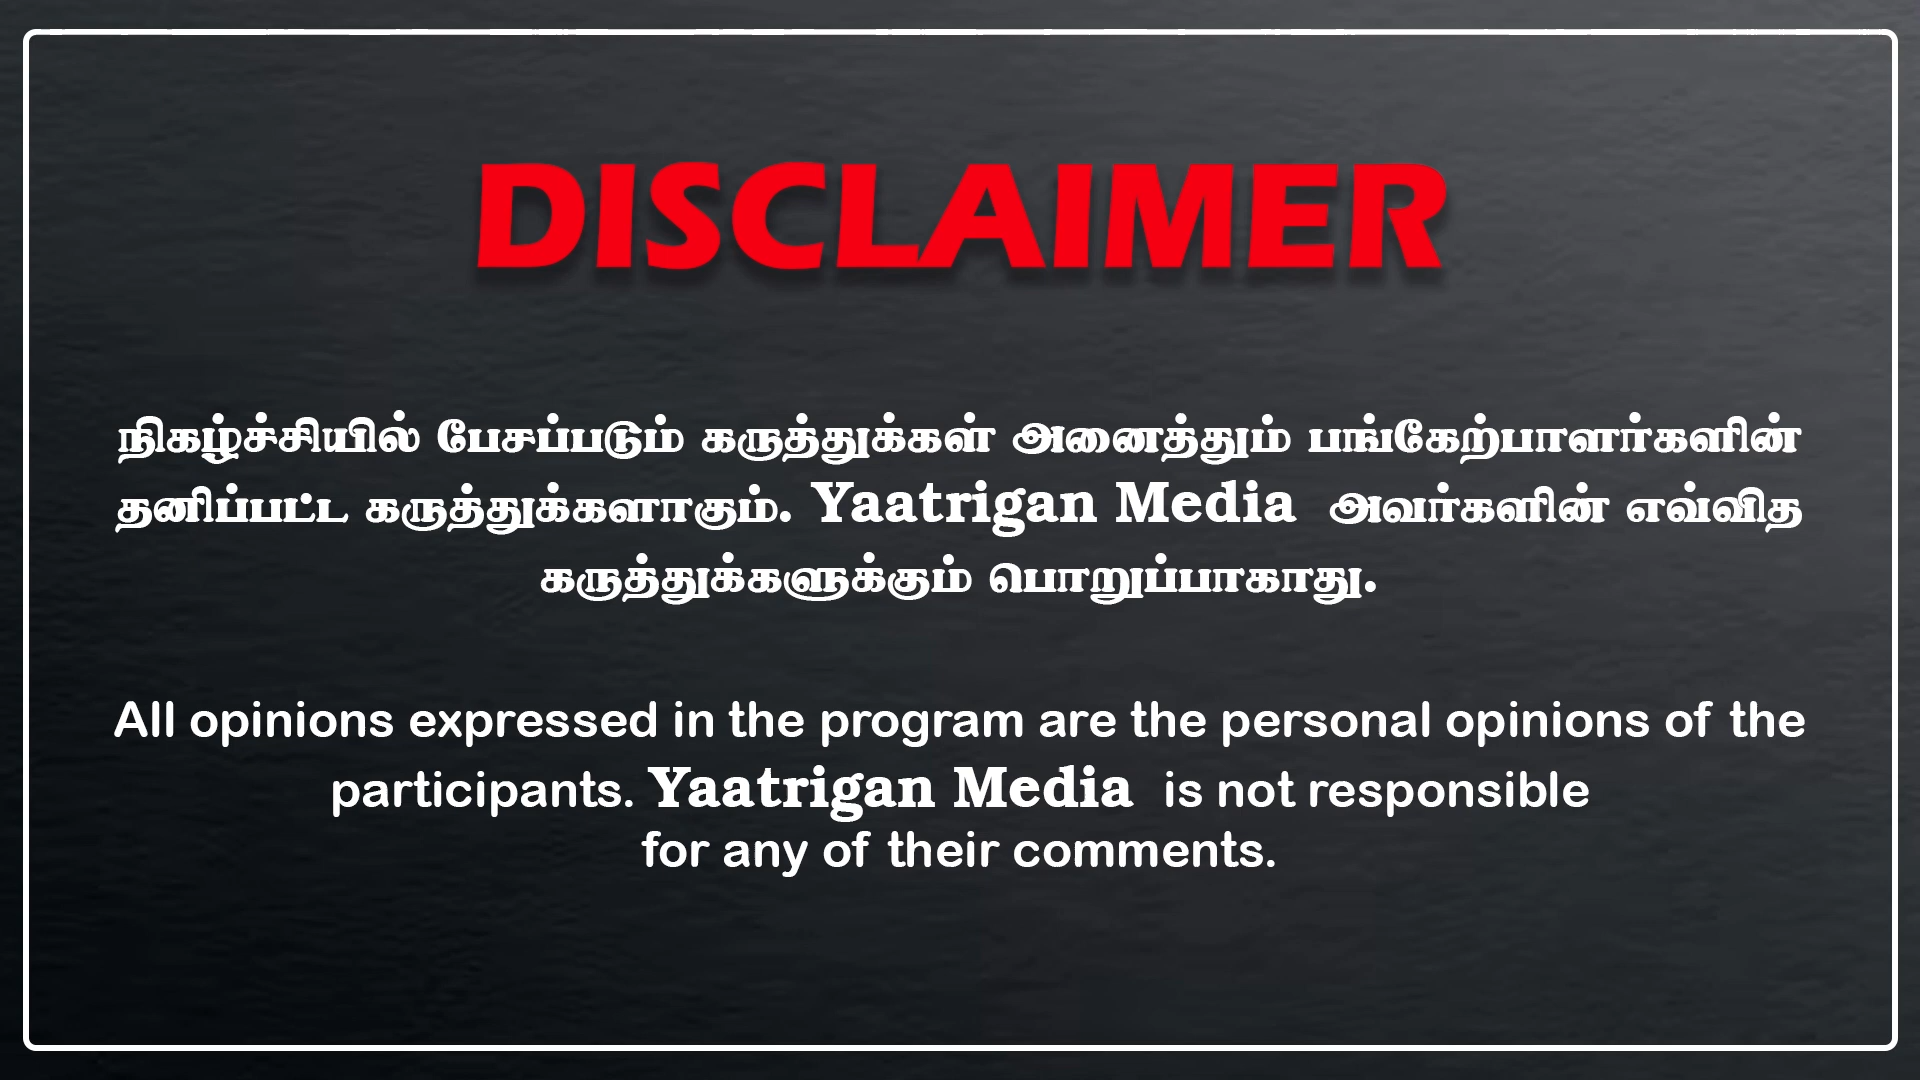 DISCLAIMER
நிகழ்ச்சியில் பேசப்படும் கருத்துக்கள் அனைத்தும் பங்கேற்பாளர்களின்
தனிப்பட்ட கருத்துக்களாகும். Yaatrigan Media அவர்களின் எவ்வித
கருத்துக்களுக்கும் பொறுப்பாகாது.
All opinions expressed in the program are the personal opinions of the
participants. Yaatrigan Media is not responsible
for any of their comments.